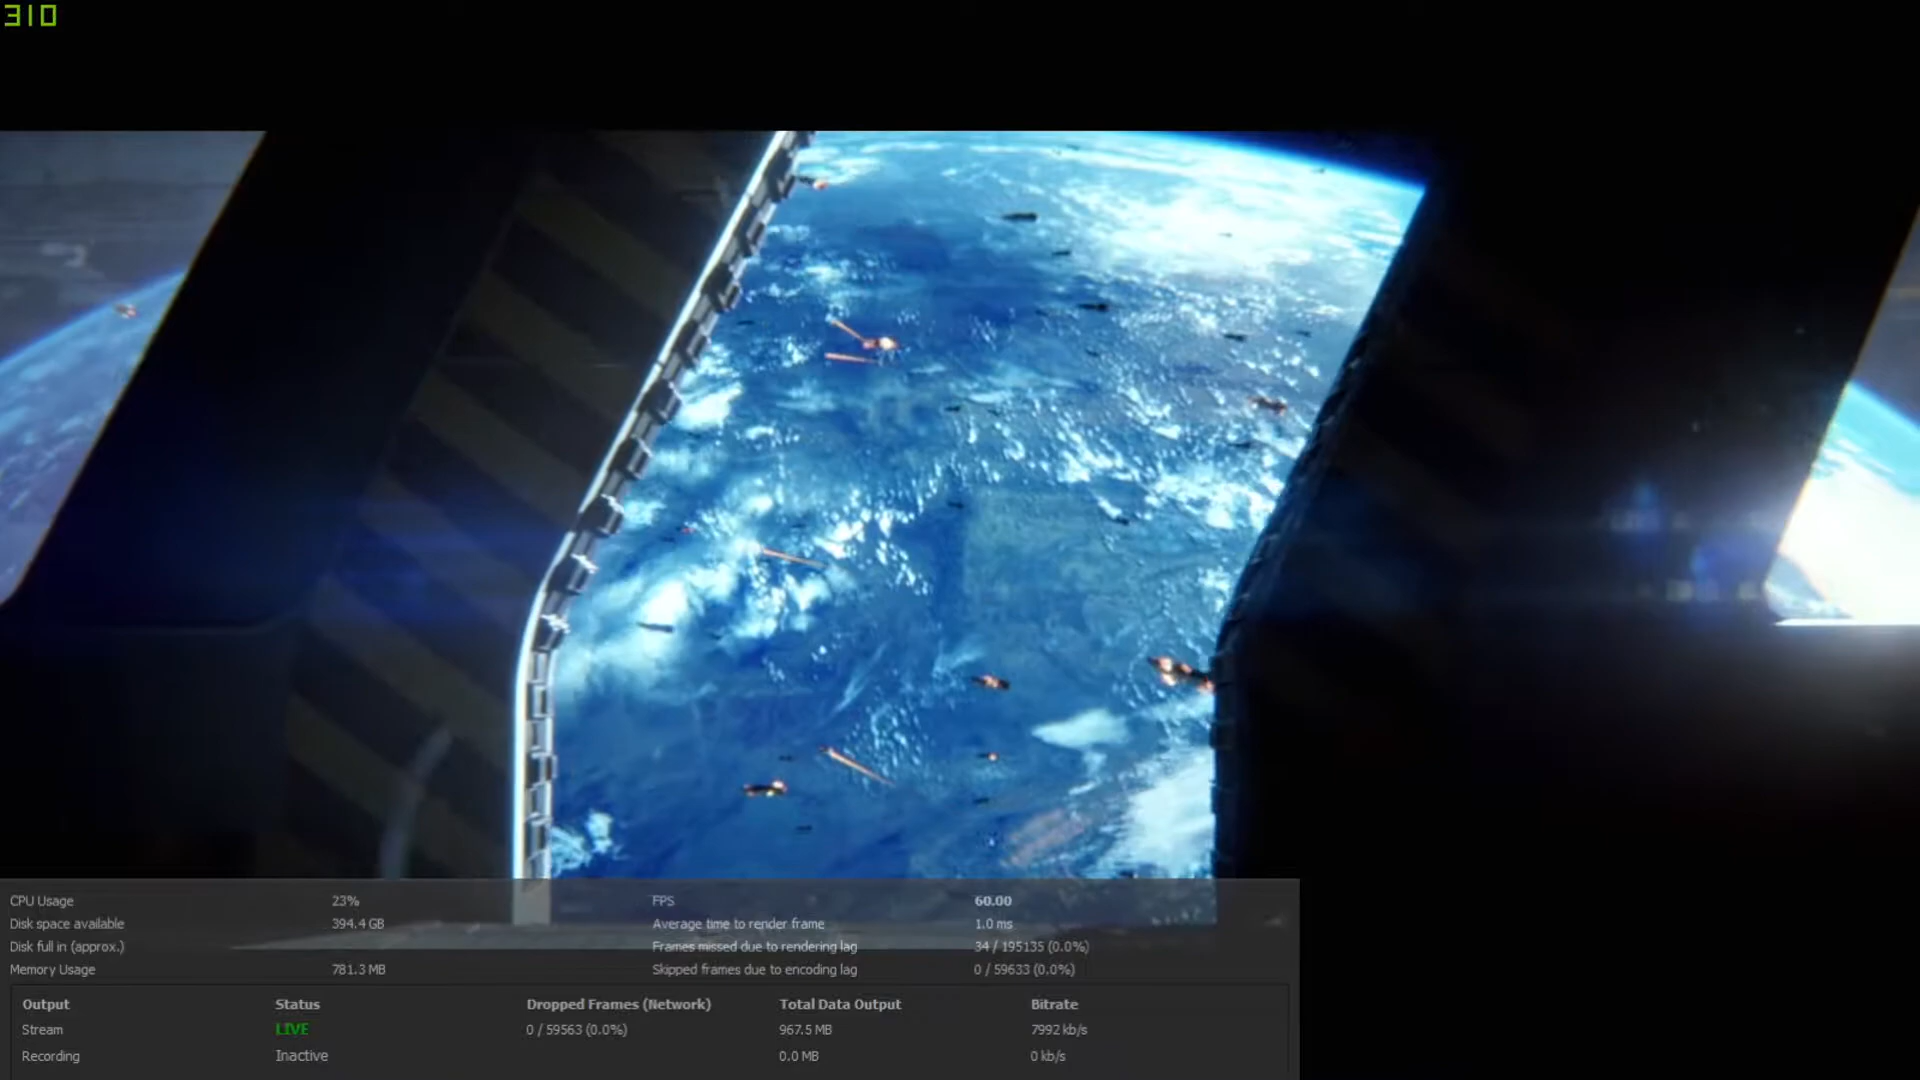 310
CPU Usage 23% FPS 60.00
Disk space available 394.4 GB Average time to render frame 1.0 ms
Disk full in (approx.) Frames missed due to rendering lag 34 / 195135 (0.0%)
Memory Usage 781.3 MB Skipped frames due to encoding lag 0 / 59633 (0.0%)
Output Status Dropped Frames (Network) Total Data Output Bitrate
Stream LIVE 0 / 59563 (0.0%) 967.5 MB 7992 kb/s
Recording Inactive 0.0 MB 0 kb/s